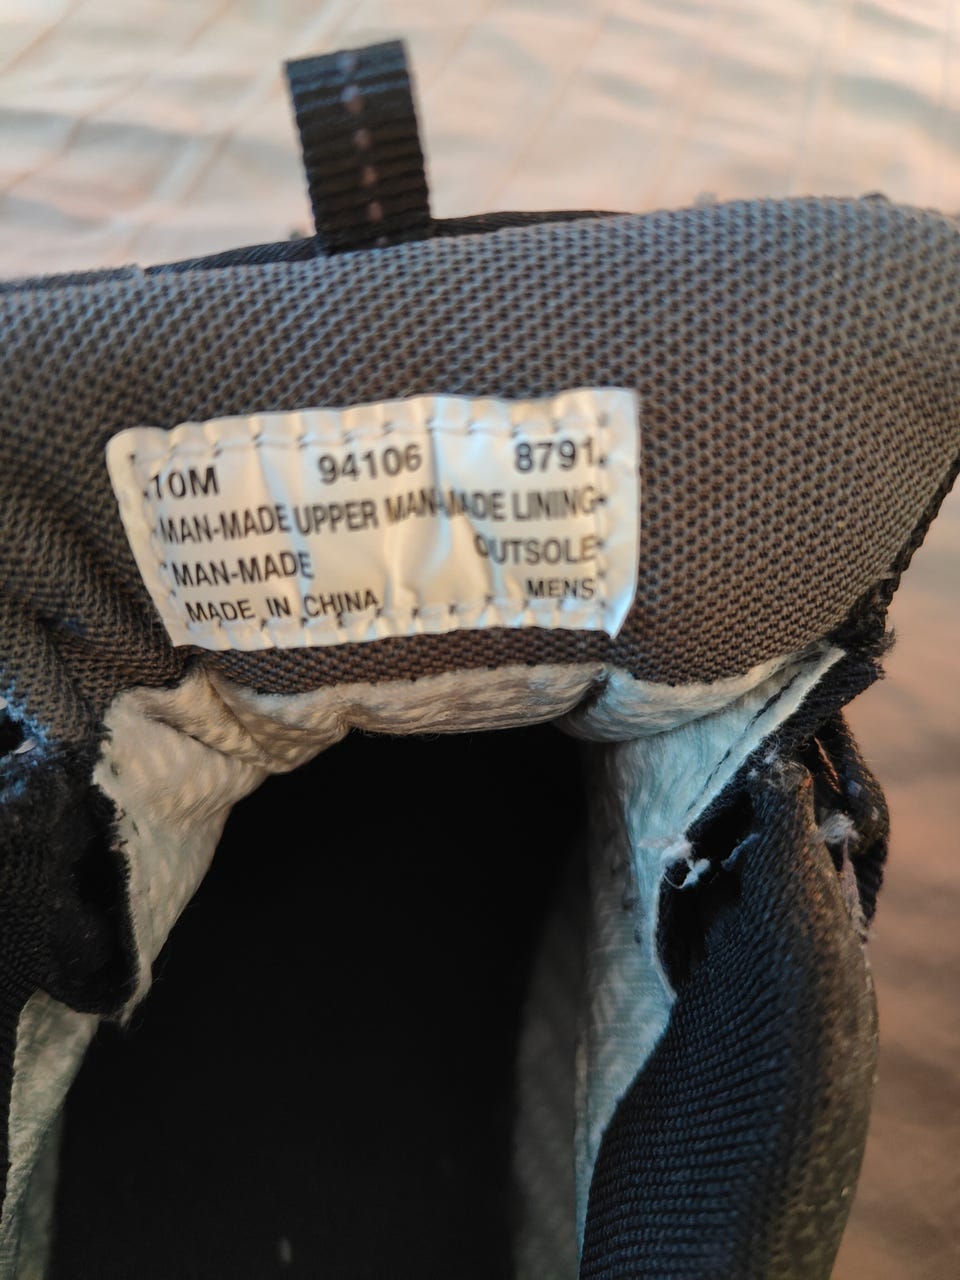 10M 94106 8791
MAN-MADE UPPER MAN-MADE LINING
MAN-MADE OUTSOLE
MADE IN CHINA MENS